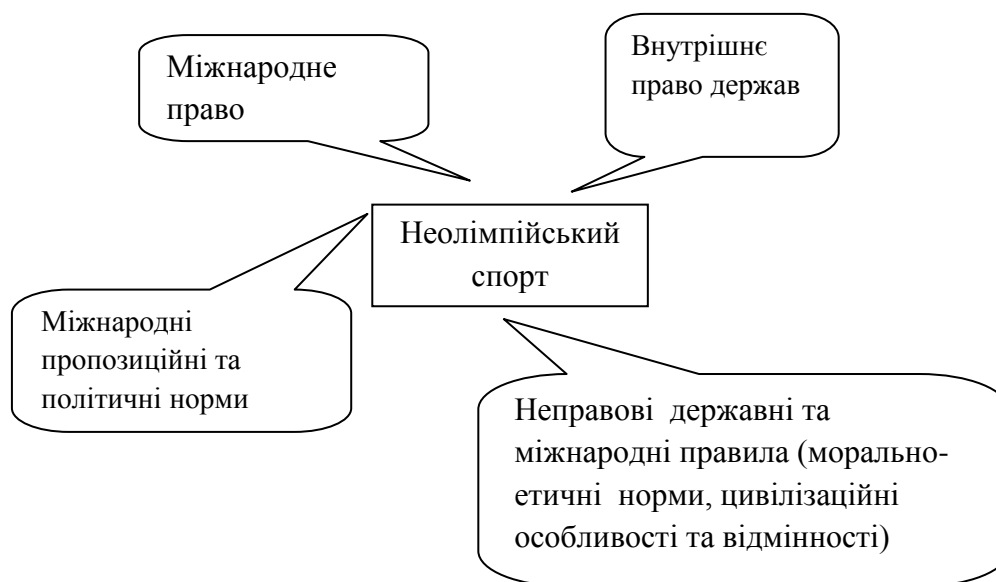 Міжнародне
право
Внутрішнє
право держав
Неолімпійський
спорт
Міжнародні
пропозиційні та
політичні норми
Неправові державні та
міжнародні правила (морально-
етичні норми, цивілізаційні
особливості та відмінності)